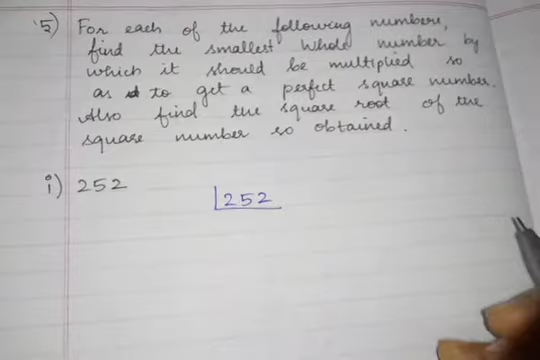 5) For each of the following numbers,
find the smallest whole number by
which it should be multiplied so
as to get a perfect square number.
Also find the square root of the
square number so obtained.
i) 252
252